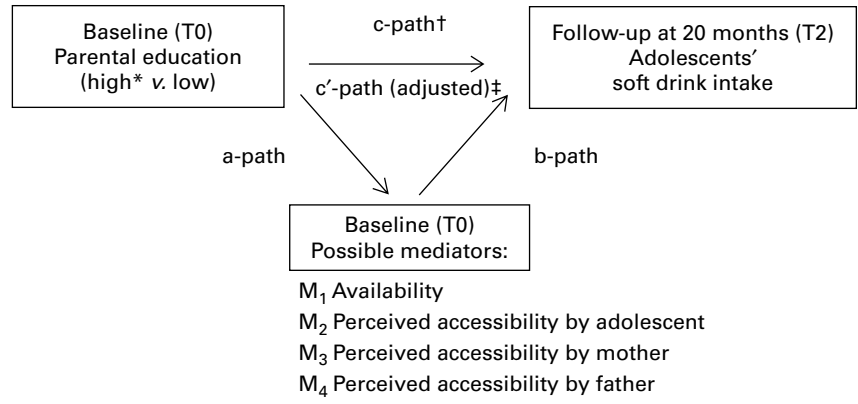 Baseline (T0)
Parental education
(high* v. low)
c-path†
c′-path (adjusted)‡
Follow-up at 20 months (T2)
Adolescents′
soft drink intake
a-path
b-path
Baseline (T0)
Possible mediators:
M₁ Availability
M₂ Perceived accessibility by adolescent
M₃ Perceived accessibility by mother
M₄ Perceived accessibility by father